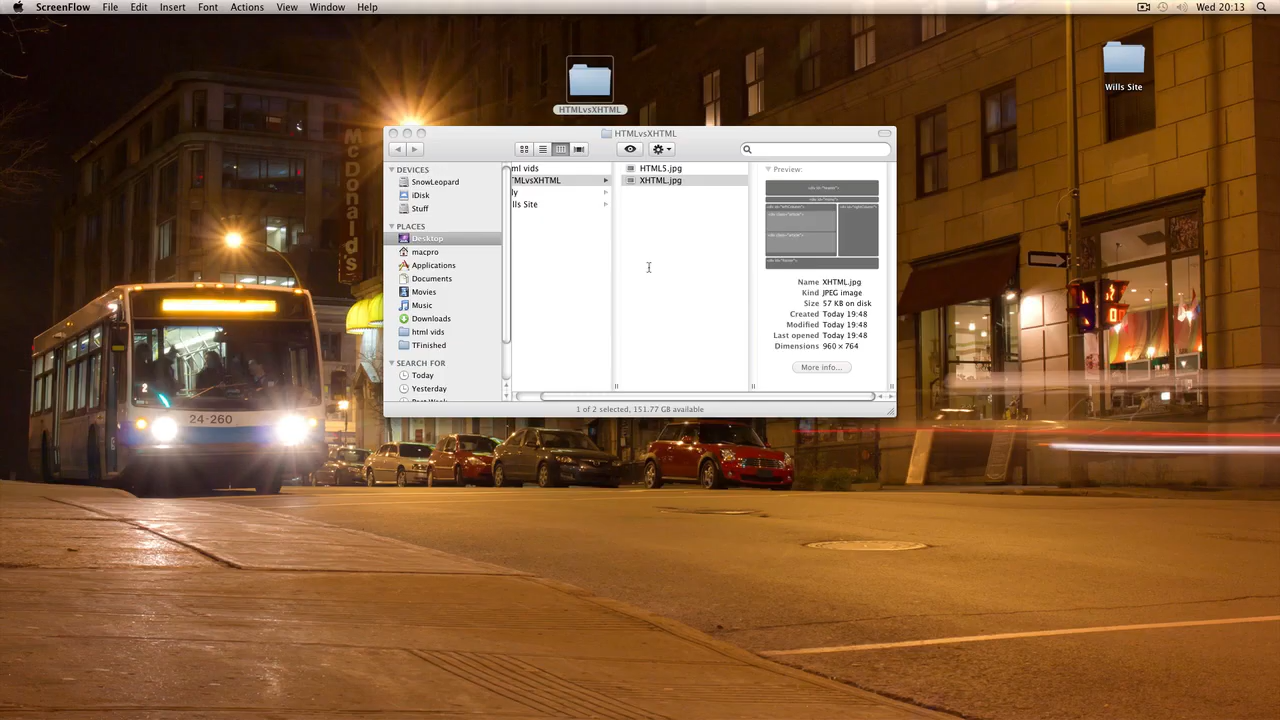 ScreenFlow File Edit Insert Font Actions View Window Help Wed 20:13
HTMLvsXHTML
Wills Site
HTMLvsXHTML
DEVICES
SnowLeopard
iDisk
Stuff
PLACES
Desktop
macpro
Applications
Documents
Movies
Music
Downloads
html vids
TFinished
SEARCH FOR
Today
Yesterday
ml vids
MLvsXHTML
ly
lls Site
HTML5.jpg
XHTML.jpg
Preview:
Name XHTML.jpg
Kind JPEG image
Size 57 KB on disk
Created Today 19:48
Modified Today 19:48
Last opened Today 19:48
Dimensions 960 × 764
More info...
1 of 2 selected, 151.77 GB available
McDonald's
24-260
2